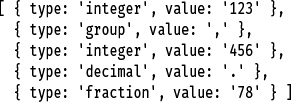 [ { type: 'integer', value: '123' },
{ type: 'group', value: ',' },
{ type: 'integer', value: '456' },
{ type: 'decimal', value: '.' },
{ type: 'fraction', value: '78' } ]